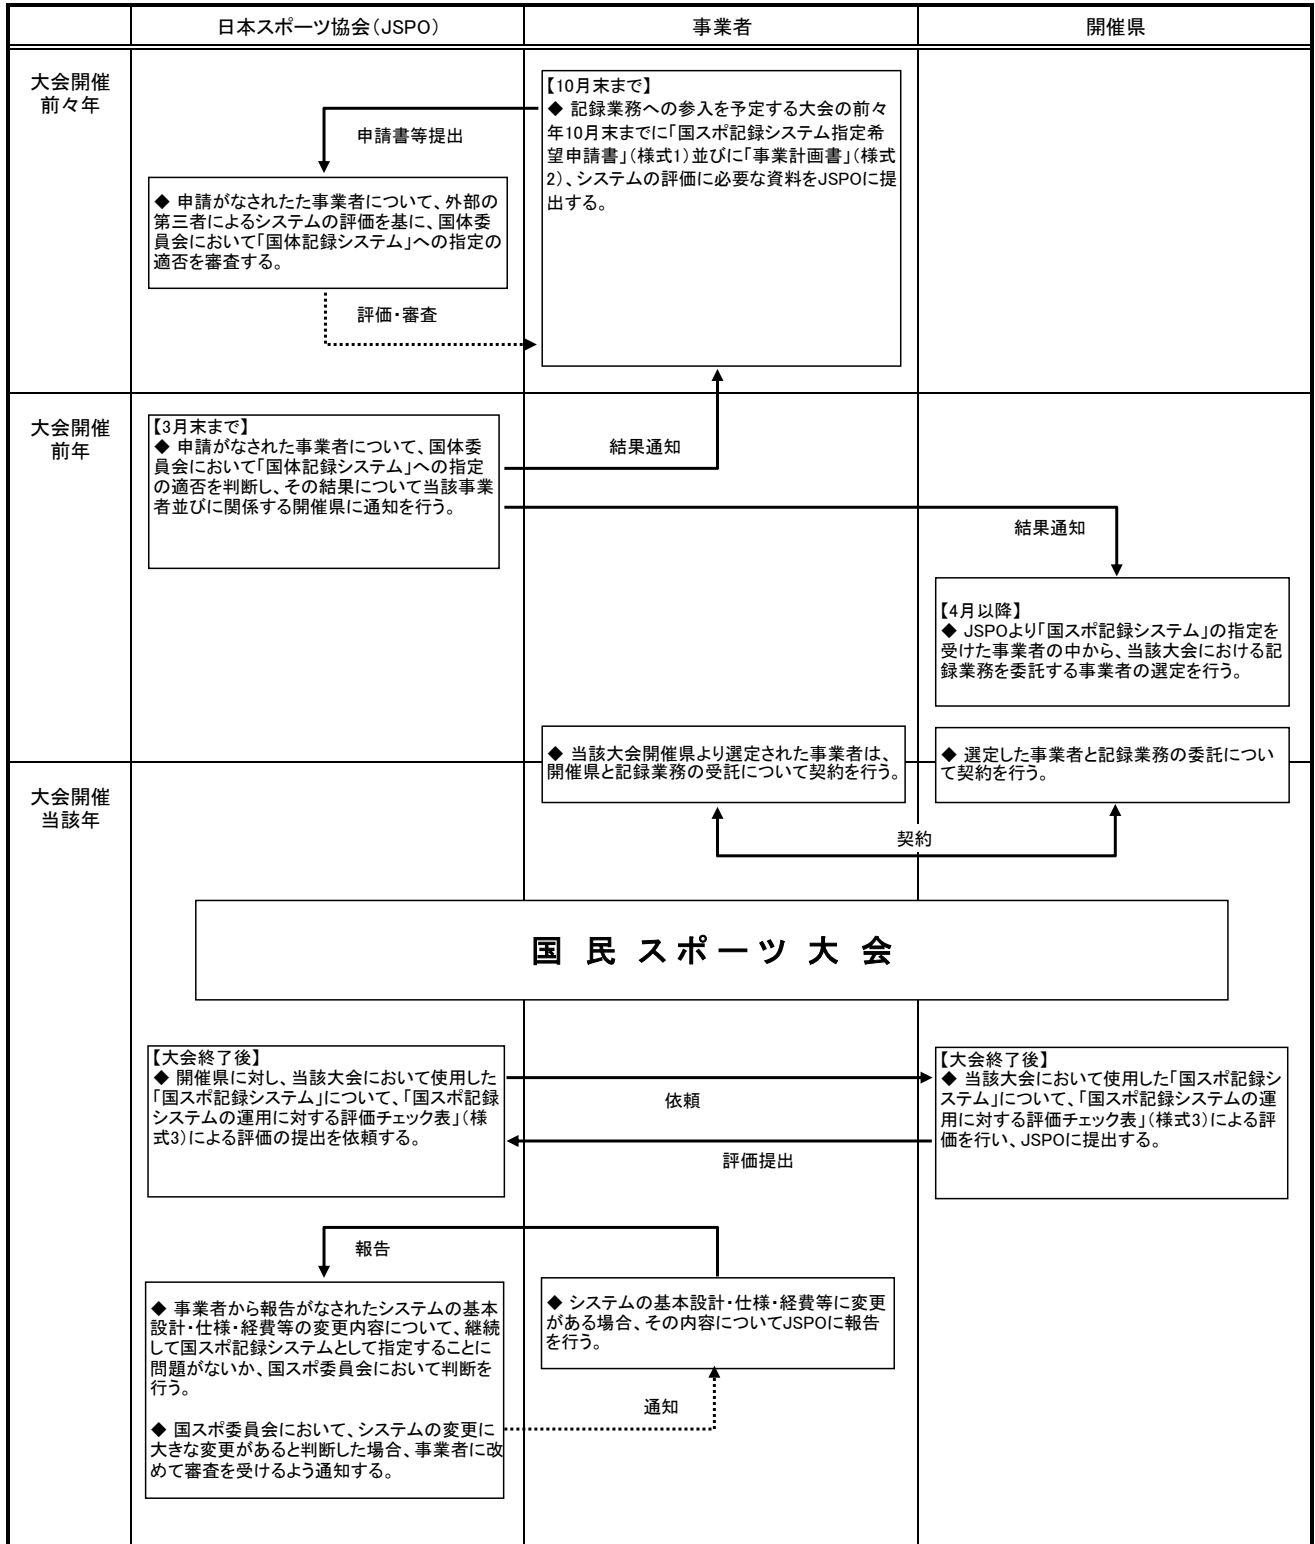 日本スポーツ協会（JSPO）
事業者
開催県
大会開催
前々年
【10月末まで】
◆ 記録業務への参入を予定する大会の前々
年10月末までに「国スポ記録システム指定希
望申請書」（様式1）並びに「事業計画書」（様式
2）、システムの評価に必要な資料をJSPOに提
出する。
申請書等提出
◆ 申請がなされたた事業者について、外部の
第三者によるシステムの評価を基に、国体委
員会において「国体記録システム」への指定の
適否を審査する。
評価・審査
大会開催
前年
【3月末まで】
◆ 申請がなされた事業者について、国体委
員会において「国体記録システム」への指定
の適否を判断し、その結果について当該事業
者並びに関係する開催県に通知を行う。
結果通知
結果通知
【4月以降】
◆ JSPOより「国スポ記録システム」の指定を
受けた事業者の中から、当該大会における記
録業務を委託する事業者の選定を行う。
◆ 当該大会開催県より選定された事業者は、
開催県と記録業務の受託について契約を行う。
◆ 選定した事業者と記録業務の委託につい
て契約を行う。
大会開催
当該年
契約
国 民 スポーツ 大 会
【大会終了後】
◆ 開催県に対し、当該大会において使用した
「国スポ記録システム」について、「国スポ記録
システムの運用に対する評価チェック表」（様
式3）による評価の提出を依頼する。
依頼
評価提出
【大会終了後】
◆ 当該大会において使用した「国スポ記録シ
ステム」について、「国スポ記録システムの運
用に対する評価チェック表」（様式3）による評
価を行い、JSPOに提出する。
報告
◆ 事業者から報告がなされたシステムの基本
設計・仕様・経費等の変更内容について、継続
して国スポ記録システムとして指定することに
問題がないか、国スポ委員会において判断を
行う。
◆ 国スポ委員会において、システムの変更に
大きな変更があると判断した場合、事業者に改
めて審査を受けるよう通知する。
◆ システムの基本設計・仕様・経費等に変更
がある場合、その内容についてJSPOに報告
を行う。
通知